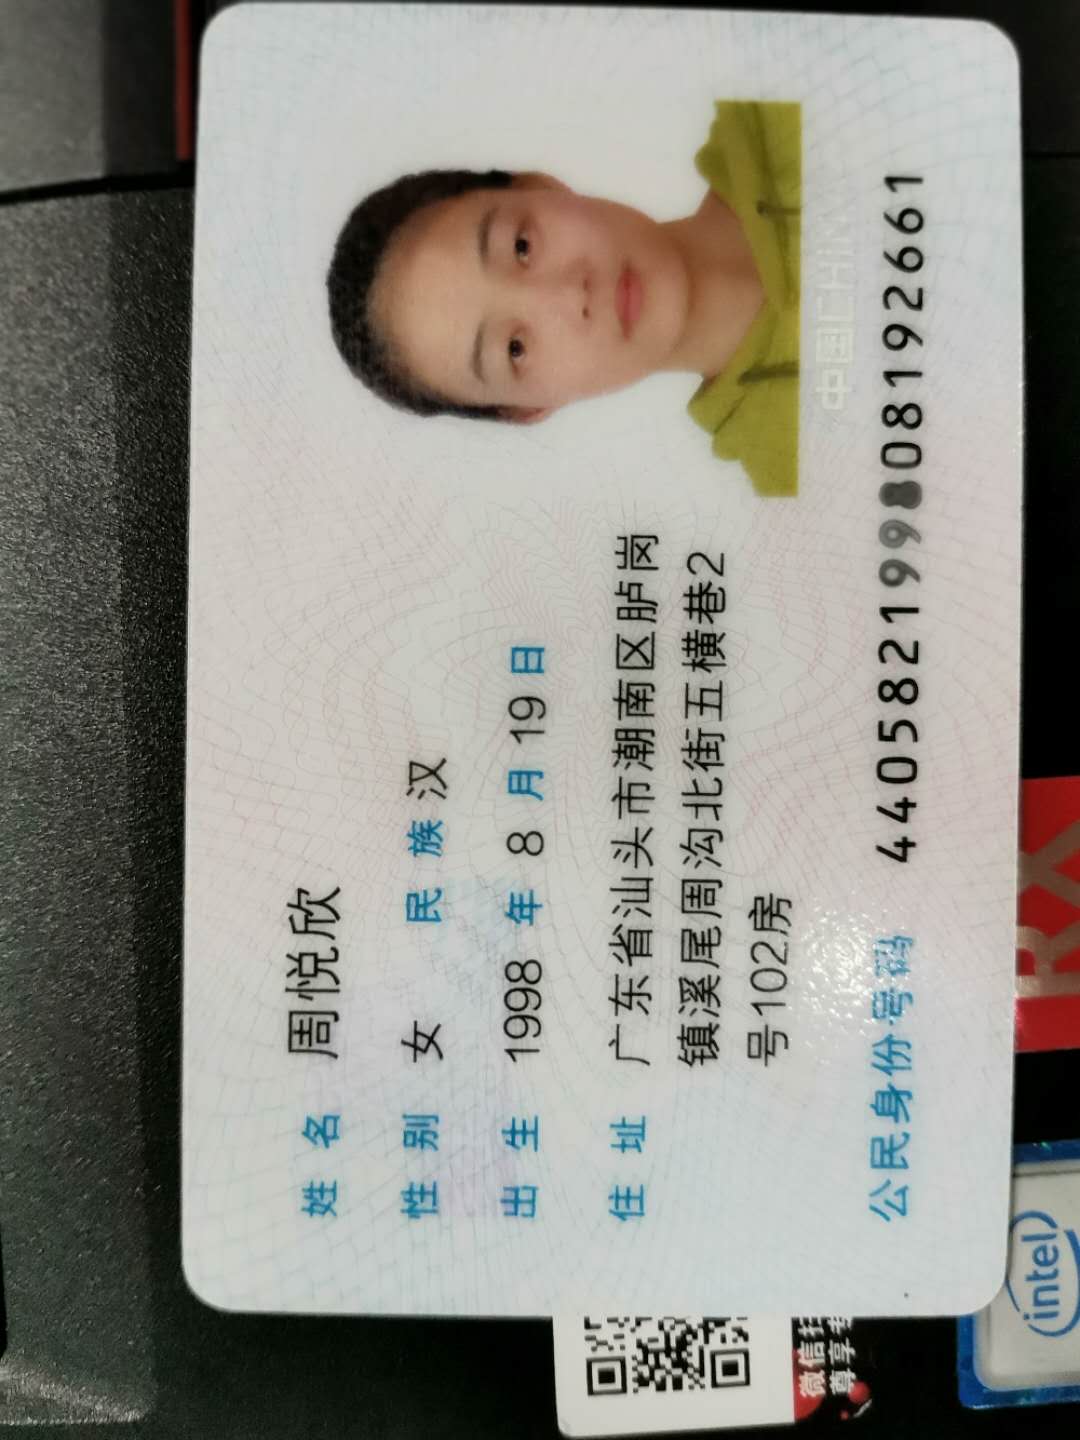 姓名 周悦欣
性别 女 民族 汉
出生 1998 年 8 月 19 日
住址 广东省汕头市潮南区胪岗
镇溪尾周沟北街五横巷2
号102房
中国CHIN
公民身份号码 440582199808192661
微信扫
尊享专
intel
RX